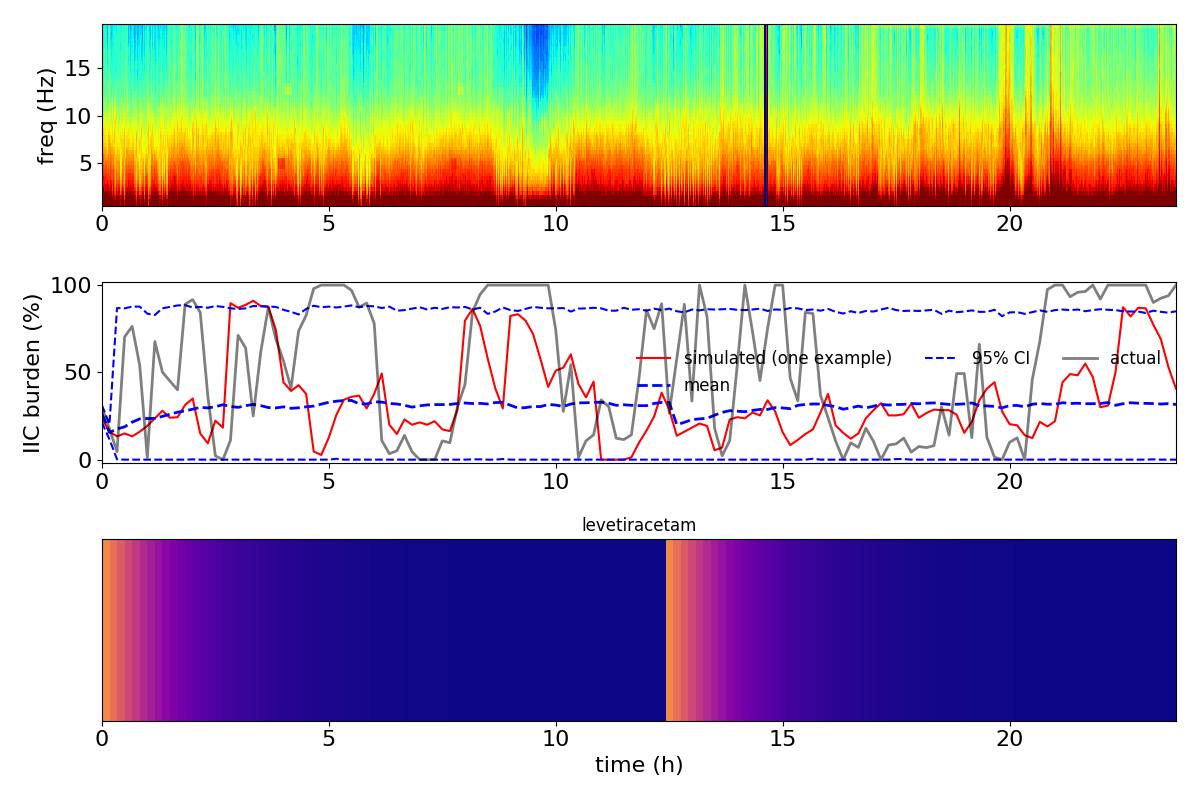 freq (Hz)
15
10
5
0 5 10 15 20
IIC burden (%)
100
50
0
simulated (one example) 95% CI actual
mean
0 5 10 15 20
levetiracetam
0 5 10 15 20
time (h)